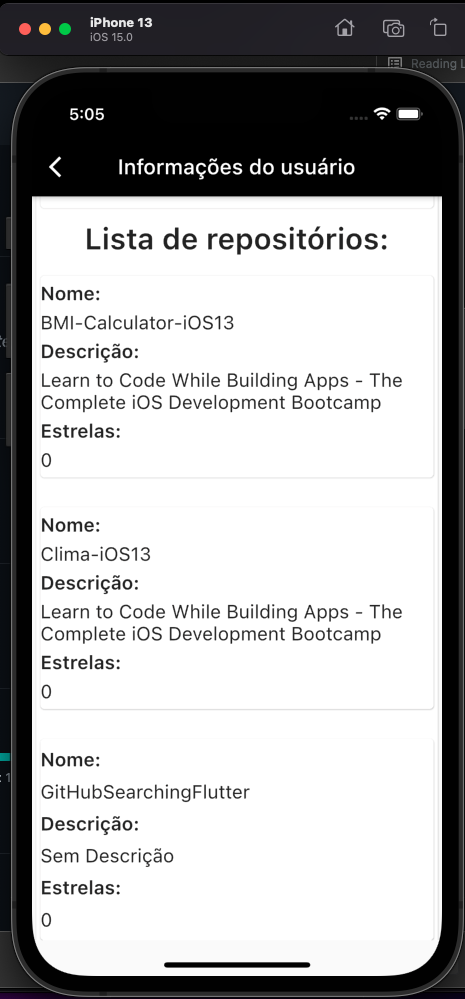 iPhone 13
iOS 15.0
Reading L
5:05
Informações do usuário
Lista de repositórios:
Nome:
BMI-Calculator-iOS13
Descrição:
Learn to Code While Building Apps - The
Complete iOS Development Bootcamp
Estrelas:
0
Nome:
Clima-iOS13
Descrição:
Learn to Code While Building Apps - The
Complete iOS Development Bootcamp
Estrelas:
0
Nome:
GitHubSearchingFlutter
Descrição:
Sem Descrição
Estrelas:
0